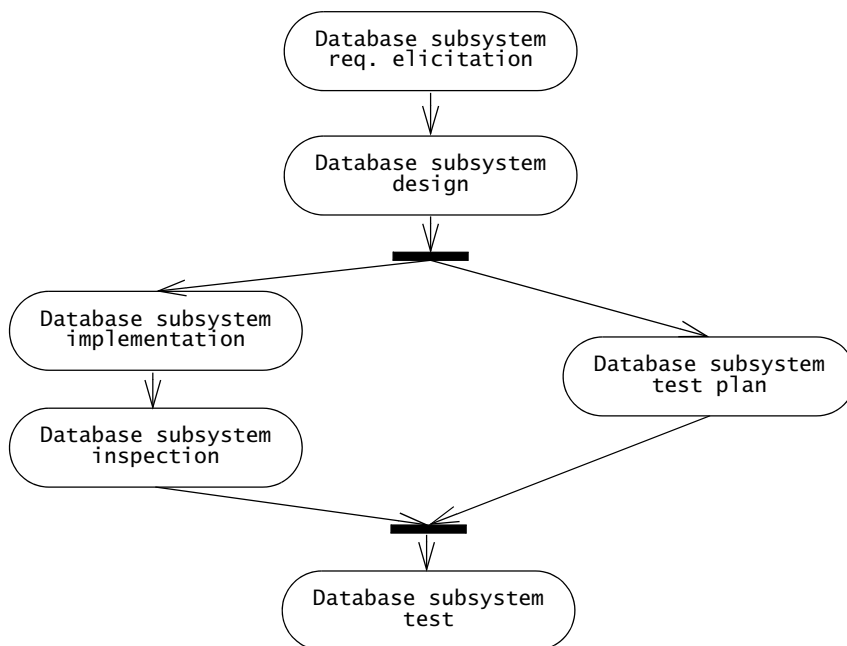 Database subsystem
req. elicitation
Database subsystem
design
Database subsystem
implementation
Database subsystem
test plan
Database subsystem
inspection
Database subsystem
test